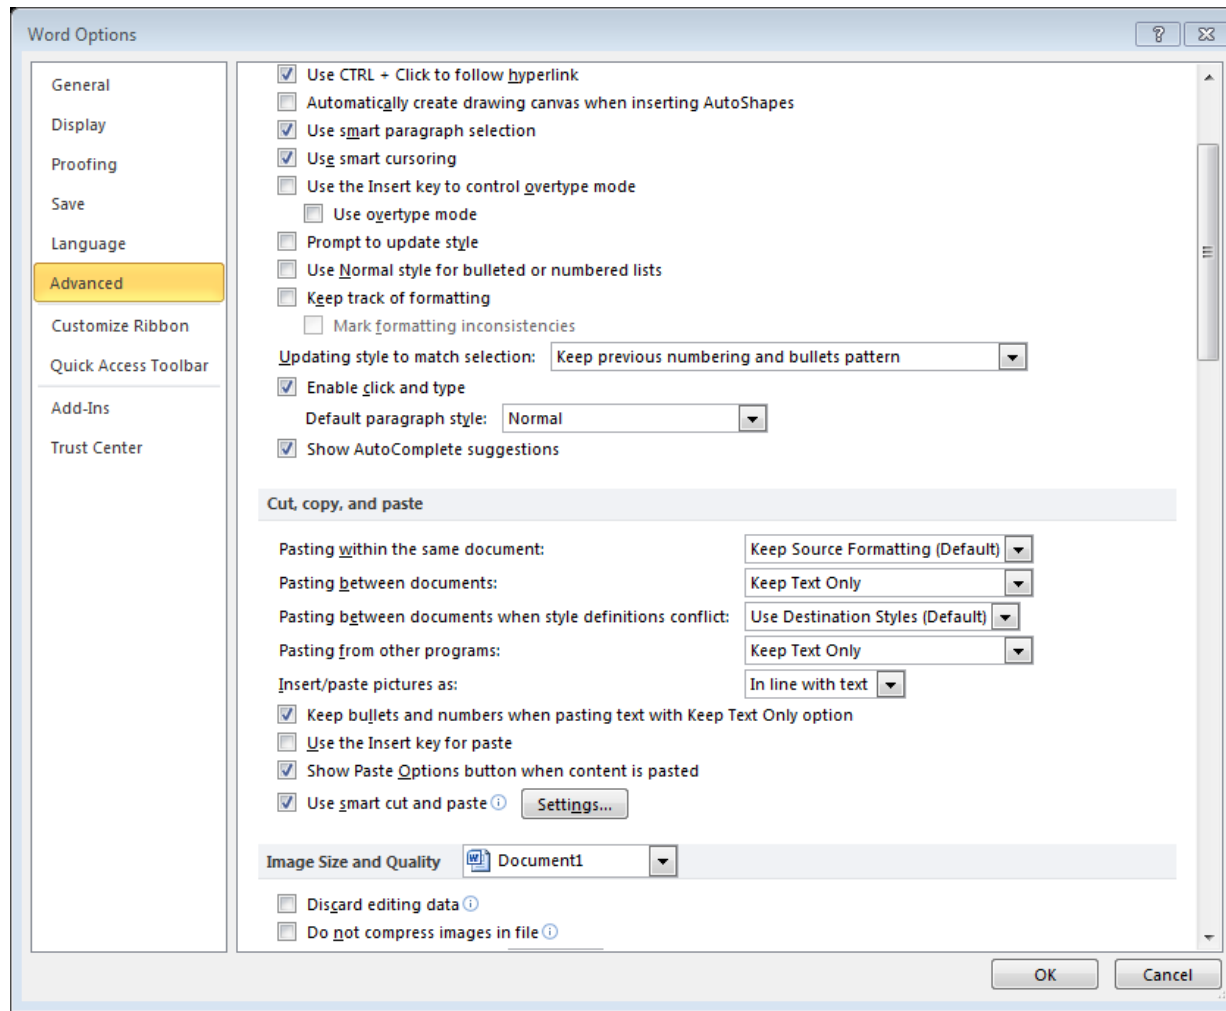 Word Options
General
Display
Proofing
Save
Language
Advanced
Customize Ribbon
Quick Access Toolbar
Add-Ins
Trust Center
Use CTRL + Click to follow hyperlink
Automatically create drawing canvas when inserting AutoShapes
Use smart paragraph selection
Use smart cursoring
Use the Insert key to control overtype mode
Use overtype mode
Prompt to update style
Use Normal style for bulleted or numbered lists
Keep track of formatting
Mark formatting inconsistencies
Updating style to match selection: Keep previous numbering and bullets pattern
Enable click and type
Default paragraph style: Normal
Show AutoComplete suggestions
Cut, copy, and paste
Pasting within the same document: Keep Source Formatting (Default)
Pasting between documents: Keep Text Only
Pasting between documents when style definitions conflict: Use Destination Styles (Default)
Pasting from other programs: Keep Text Only
Insert/paste pictures as: In line with text
Keep bullets and numbers when pasting text with Keep Text Only option
Use the Insert key for paste
Show Paste Options button when content is pasted
Use smart cut and paste Settings...
Image Size and Quality Document1
Discard editing data
Do not compress images in file
OK Cancel